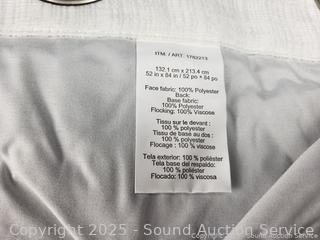 ITM. / ART. 1762213
132.1 cm x 213.4 cm
52 in x 84 in / 52 po x 84 po
Face fabric: 100% Polyester
Back:
Base fabric:
100% Polyester
Flocking: 100% Viscose
Tissu sur le devant :
100 % polyester
Tissu de base :
100 % polyester
Flocage : 100 % viscose
Tela exterior: 100 % poliéster
Tela base del respaldo:
100 % poliéster
Flocado: 100 % viscosa
Copyright 2025 - Sound Auction Service - Copyright 2025